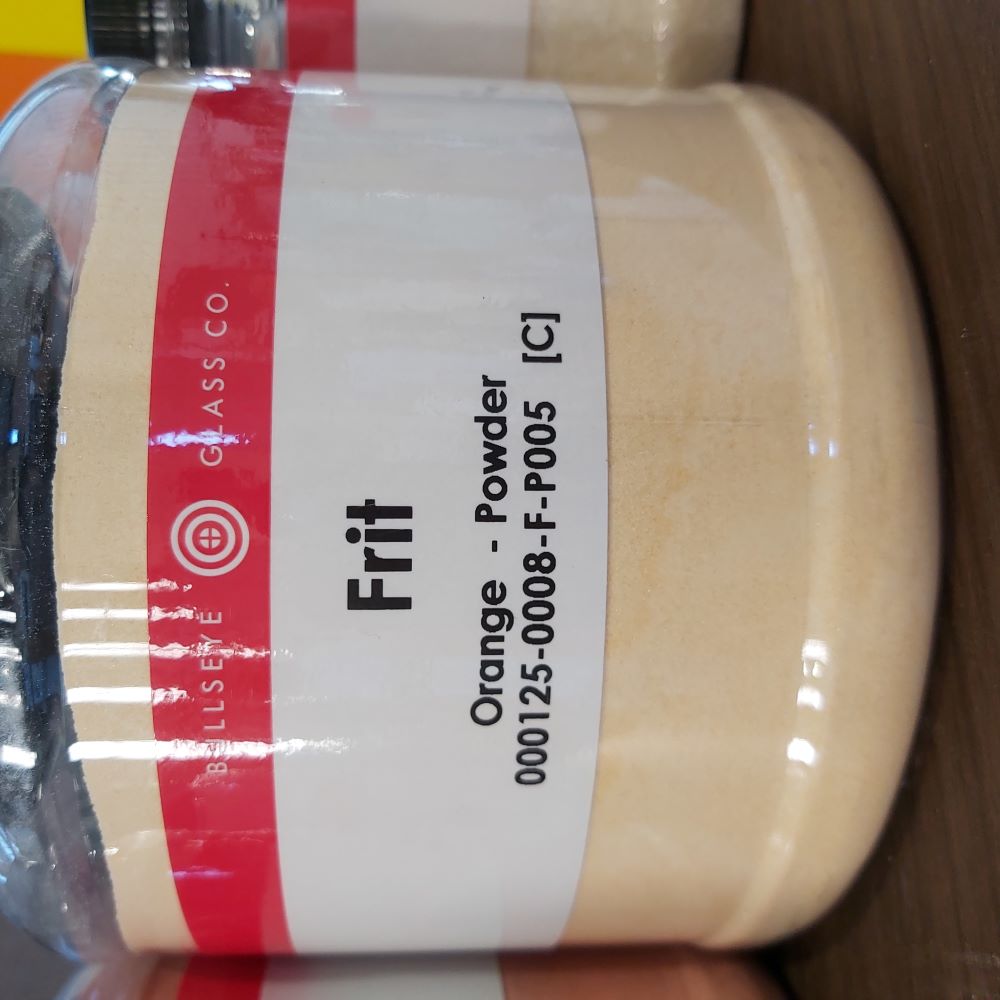 BULLSEYE GLASS CO.
Frit
Orange - Powder
000125-0008-F-P005 [C]